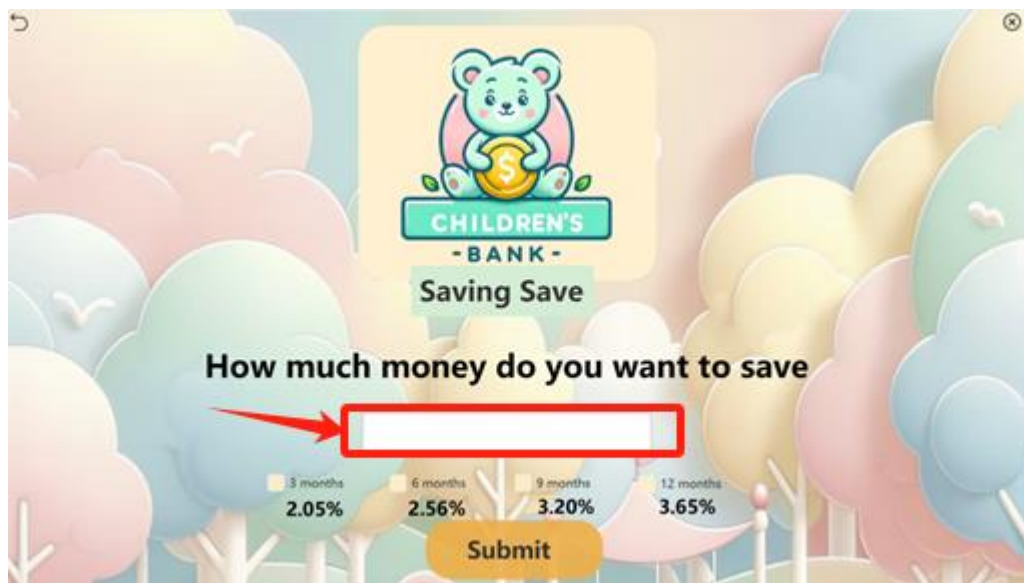 CHILDREN'S
-BANK-
Saving Save
How much money do you want to save
3 months 6 months 9 months 12 months
2.05% 2.56% 3.20% 3.65%
Submit